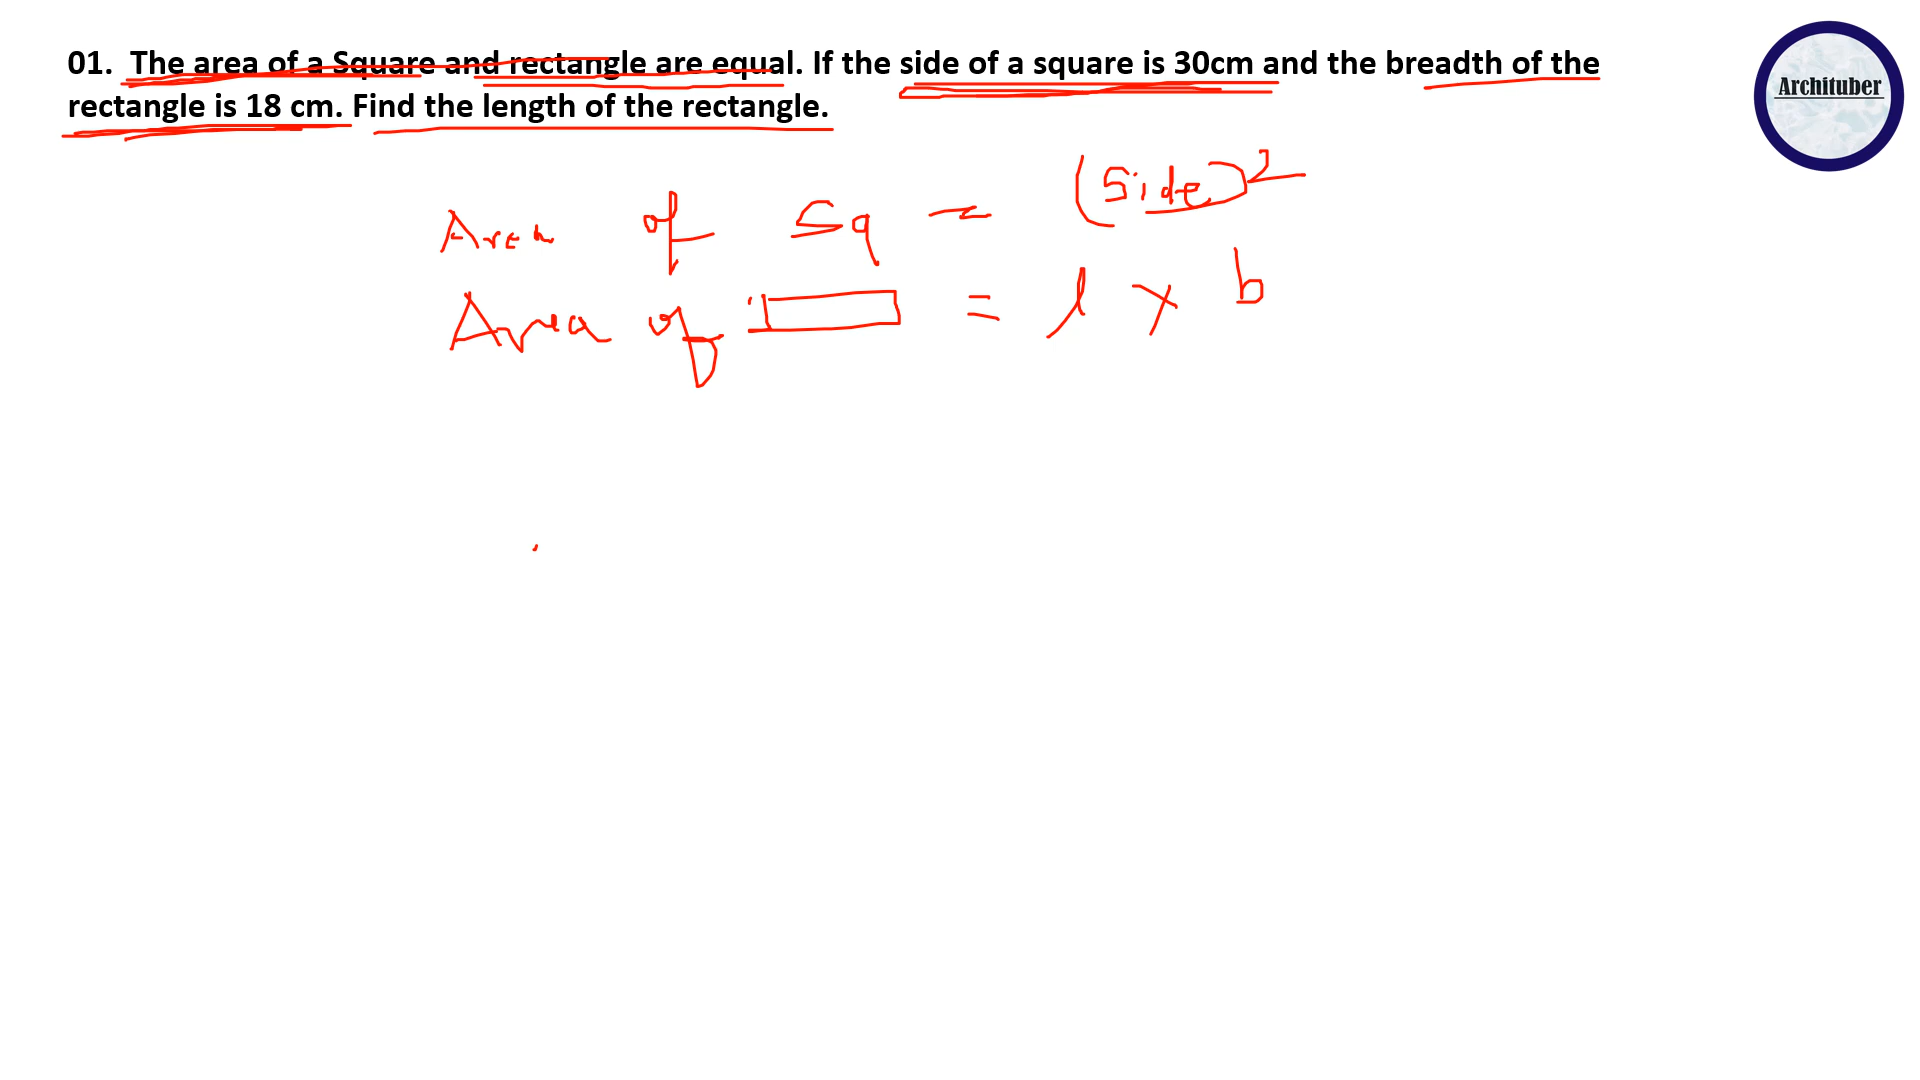 01. The area of a Square and rectangle are equal. If the side of a square is 30cm and the breadth of the
rectangle is 18 cm. Find the length of the rectangle.
Archituber
Area of Sq = (Side)2
Area of = l x b